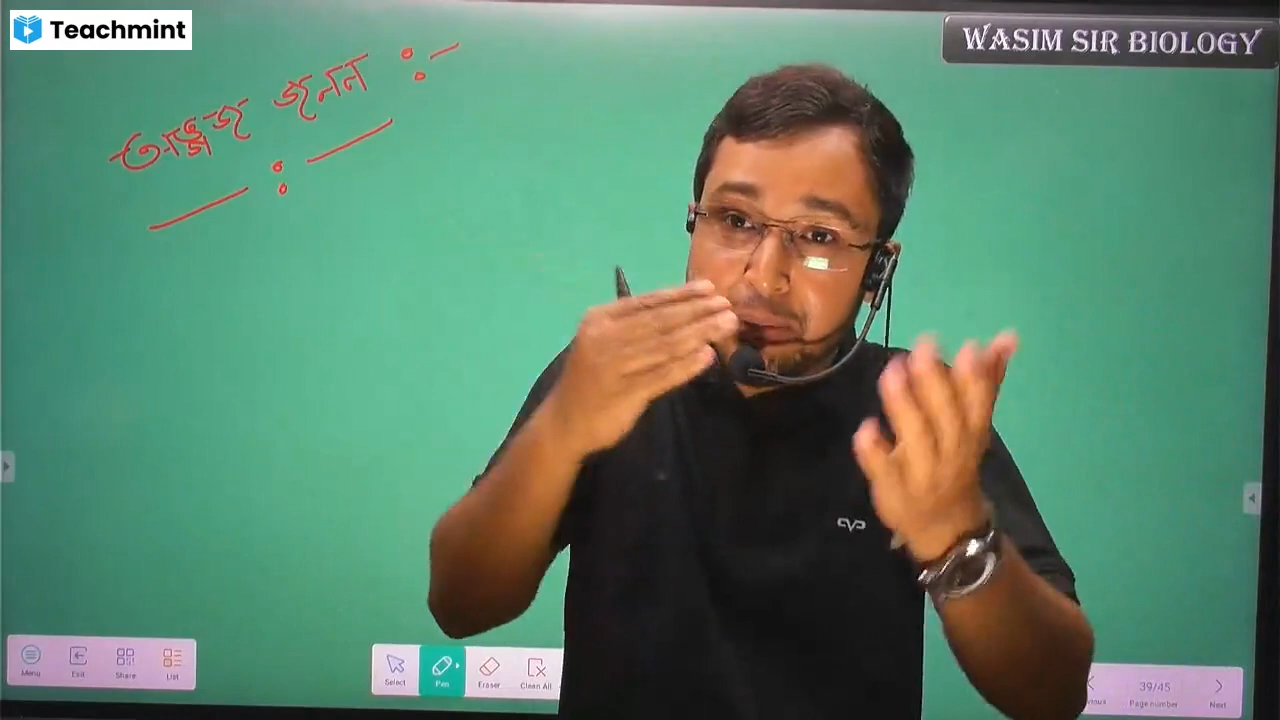 Teachmint
WASIM SIR BIOLOGY
অঙ্গজ জনন :-
Menu
Exit
Share
List
Select
Pen
Eraser
Clean All
39/45
Page number
Next